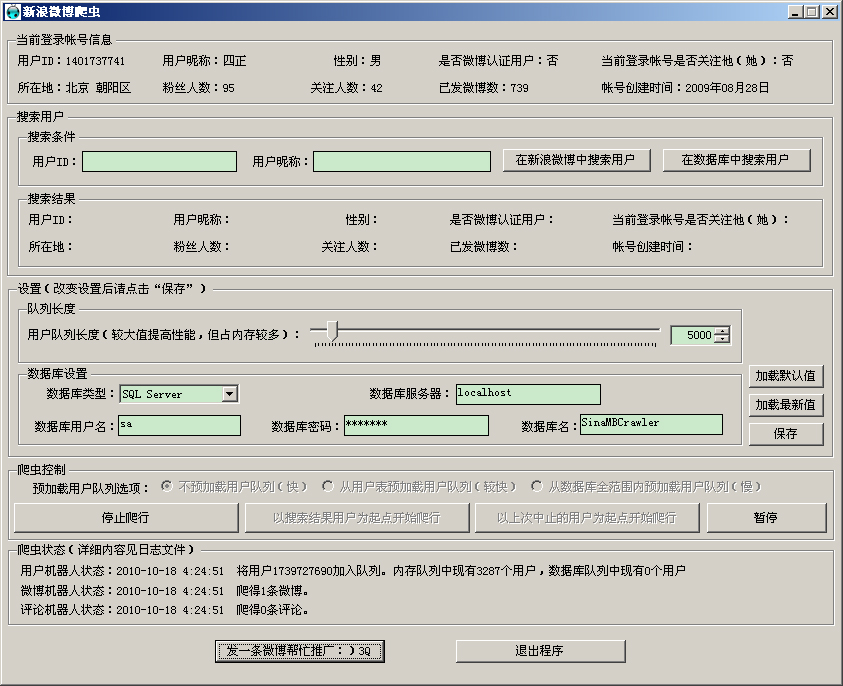 新浪微博爬虫
当前登录帐号信息
用户ID：1401737741 用户昵称：四正 性别：男 是否微博认证用户：否 当前登录帐号是否关注他(她)：否
所在地：北京 朝阳区 粉丝人数：95 关注人数：42 已发微博数：739 帐号创建时间：2009年08月28日
搜索用户
搜索条件
用户ID： 用户昵称： 在新浪微博中搜索用户 在数据库中搜索用户
搜索结果
用户ID： 用户昵称： 性别： 是否微博认证用户： 当前登录帐号是否关注他(她)：
所在地： 粉丝人数： 关注人数： 已发微博数： 帐号创建时间：
设置(改变设置后请点击“保存”)
队列长度
用户队列长度(较大值提高性能，但占内存较多)： 5000
加载默认值
数据库设置
数据库类型：SQL Server 数据库服务器：localhost
加载最新值
数据库用户名：sa 数据库密码：******* 数据库名：SinaMBCrawler
保存
爬虫控制
预加载用户队列选项： 不预加载用户队列(快) 从用户表预加载用户队列(较快) 从数据库全范围内预加载用户队列(慢)
停止爬行 以搜索结果用户为起点开始爬行 以上次中止的用户为起点开始爬行 暂停
爬虫状态(详细内容见日志文件)
用户机器人状态：2010-10-18 4:24:51 将用户1739727690加入队列。内存队列中现有3287个用户，数据库队列中现有0个用户
微博机器人状态：2010-10-18 4:24:51 爬得1条微博。
评论机器人状态：2010-10-18 4:24:51 爬得0条评论。
发一条微博帮忙推广：)3Q 退出程序